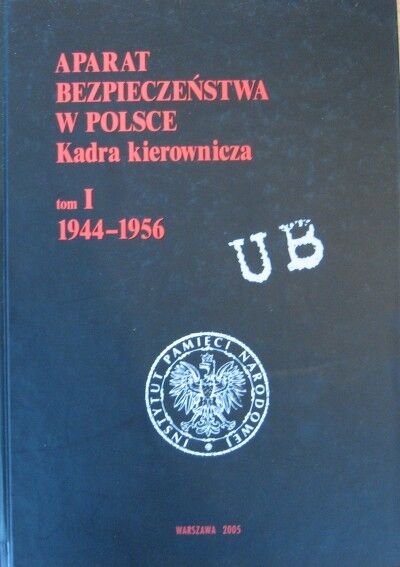 APARAT
BEZPIECZEŃSTWA
W POLSCE
Kadra kierownicza
tom I
1944–1956
UB
INSTYTUT PAMIĘCI NARODOWEJ
WARSZAWA 2005